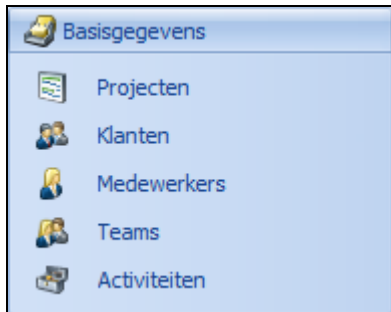 Basisgegevens
Projecten
Klanten
Medewerkers
Teams
Activiteiten